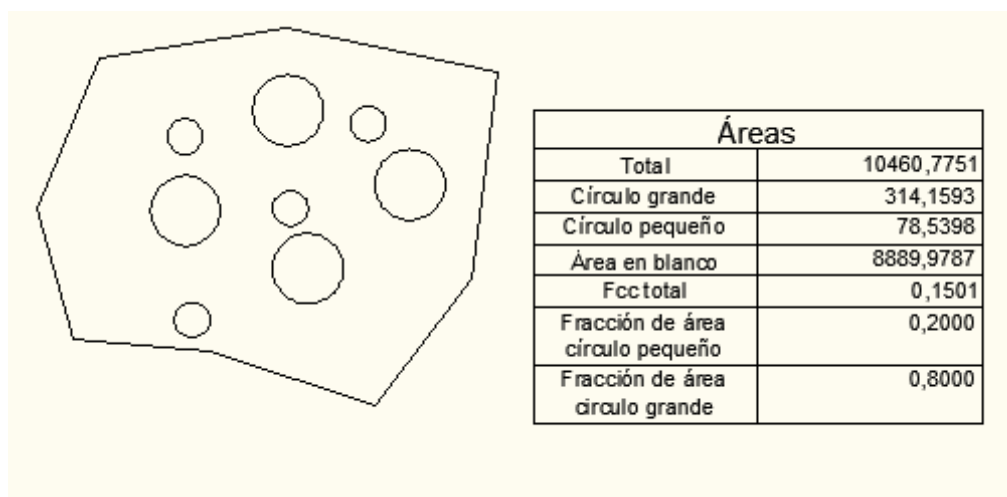 Áreas
Total 10460,7751
Círculo grande 314,1593
Círculo pequeño 78,5398
Área en blanco 8889,9787
Fcc total 0,1501
Fracción de área 0,2000
círculo pequeño
Fracción de área 0,8000
circulo grande